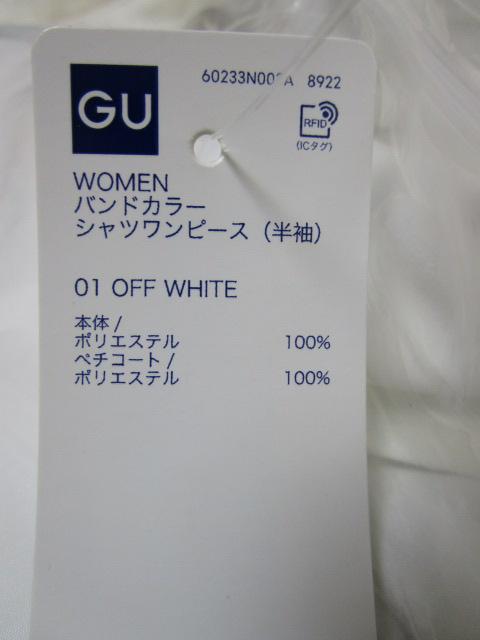 GU
8922
RFID
(ICタグ)
WOMEN
バンドカラー
シャツワンピース（半袖）
01 OFF WHITE
本体 /
ポリエステル 100%
ペチコート /
ポリエステル 100%